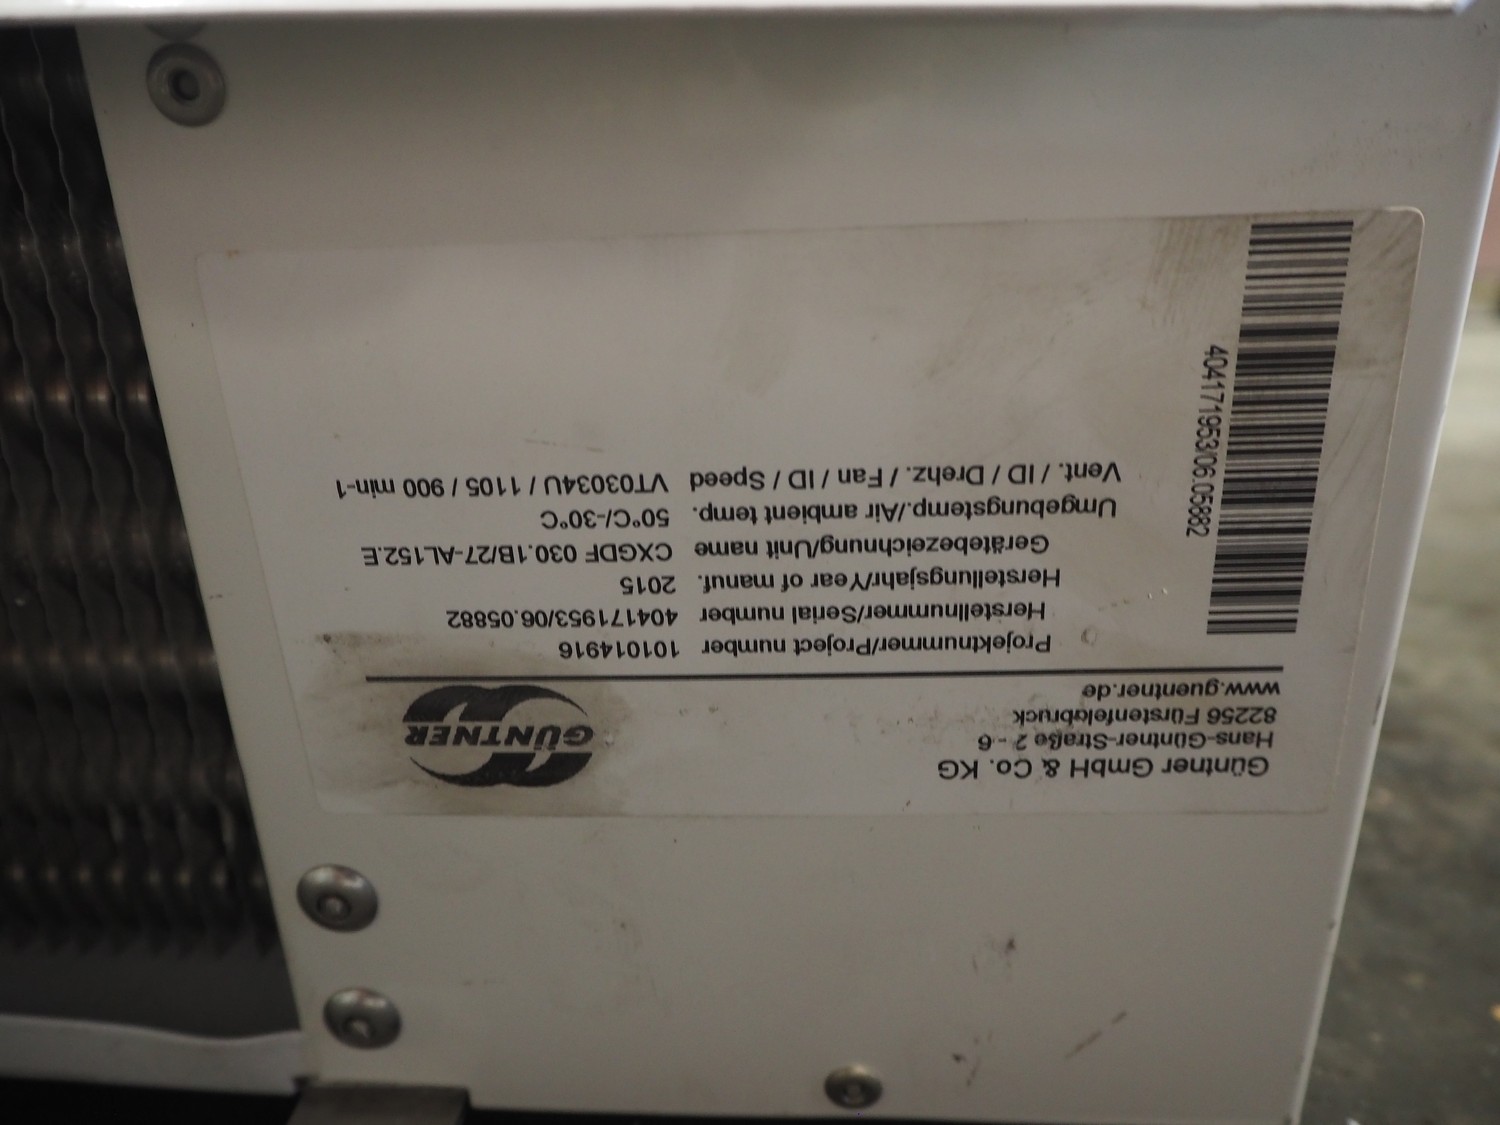 Güntner GmbH & Co. KG
Hans-Güntner-Straße 2 - 6
82256 Fürstenfeldbruck
www.guentner.de
GÜNTNER
Projektnummer/Project number 101014916
Herstellnummer/Serial number 404171953/06.05882
Herstellungsjahr/Year of manuf. 2015
Gerätebezeichnung/Unit name CXGDF 030.1B/27-AL152.E
Umgebungstemp./Air ambient temp. 50°C/-30°C
Vent. / ID / Drehz. / Fan / ID / Speed VT03034U / 1105 / 900 min-1
404171953/06.05882